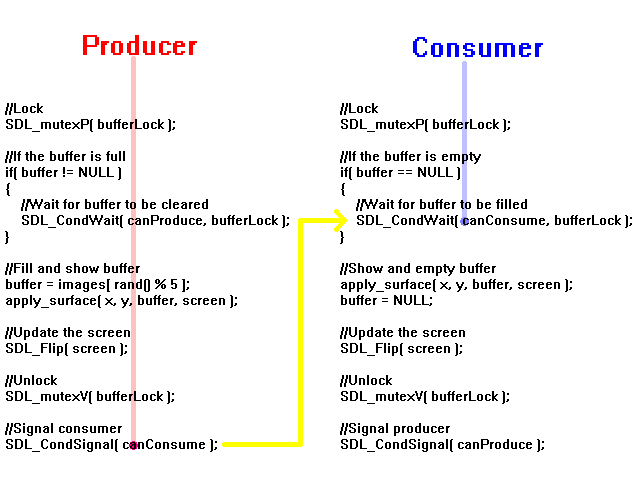 Producer
//Lock
SDL_mutexP( bufferLock );
//If the buffer is full
if( buffer != NULL )
{
//Wait for buffer to be cleared
SDL_CondWait( canProduce, bufferLock );
}
//Fill and show buffer
buffer = images[ rand() % 5 ];
apply_surface( x, y, buffer, screen );
//Update the screen
SDL_Flip( screen );
//Unlock
SDL_mutexV( bufferLock );
//Signal consumer
SDL_CondSignal( canConsume );
Consumer
//Lock
SDL_mutexP( bufferLock );
//If the buffer is empty
if( buffer == NULL )
{
//Wait for buffer to be filled
SDL_CondWait( canConsume, bufferLock );
}
//Show and empty buffer
apply_surface( x, y, buffer, screen );
buffer = NULL;
//Update the screen
SDL_Flip( screen );
//Unlock
SDL_mutexV( bufferLock );
//Signal producer
SDL_CondSignal( canProduce );